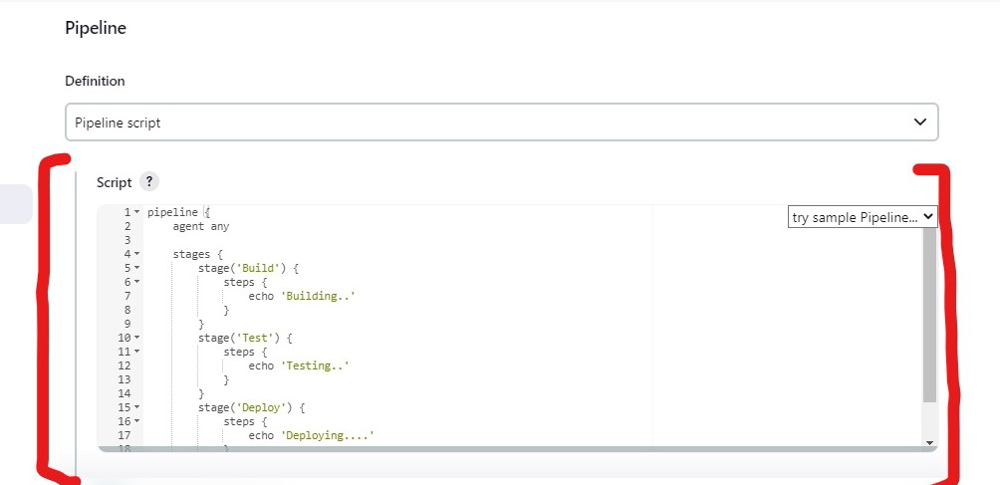 Pipeline
Definition
Pipeline script
Script ?
try sample Pipeline...
1 pipeline {
2 agent any
3
4 stages {
5 stage('Build') {
6 steps {
7 echo 'Building..'
8 }
9 }
10 stage('Test') {
11 steps {
12 echo 'Testing..'
13 }
14 }
15 stage('Deploy') {
16 steps {
17 echo 'Deploying....'
18 }